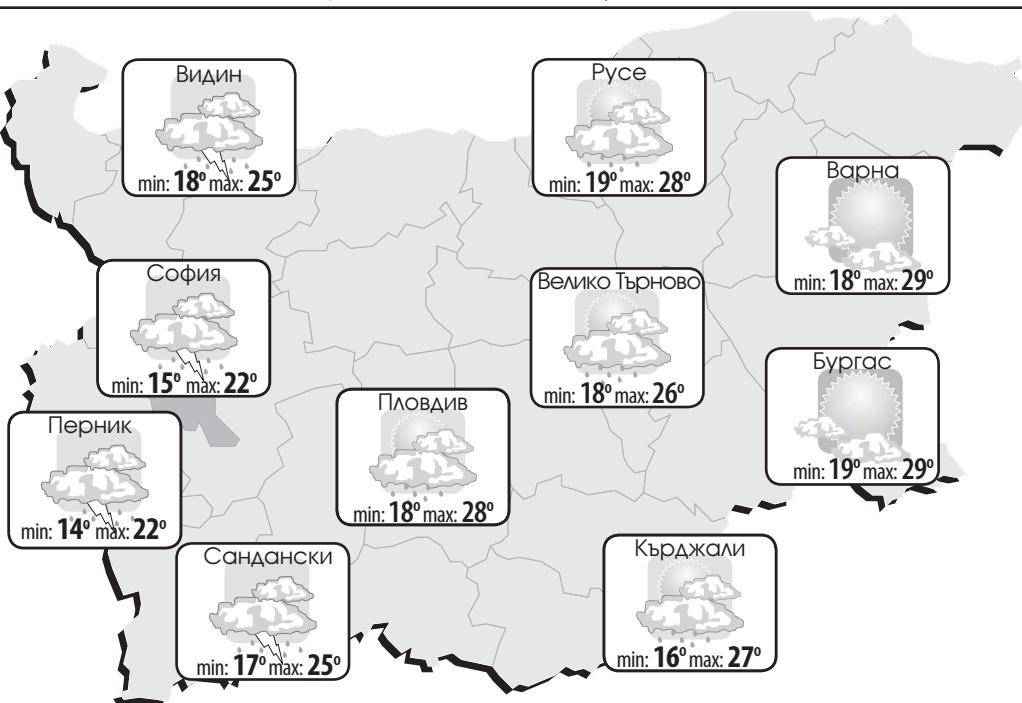 Видин
min: 18° max: 25°
Русе
min: 19° max: 28°
Варна
min: 18° max: 29°
София
min: 15° max: 22°
Велико Търново
min: 18° max: 26°
Бургас
min: 19° max: 29°
Пловдив
min: 18° max: 28°
Перник
min: 14° max: 22°
Сандански
min: 17° max: 25°
Кърджали
min: 16° max: 27°